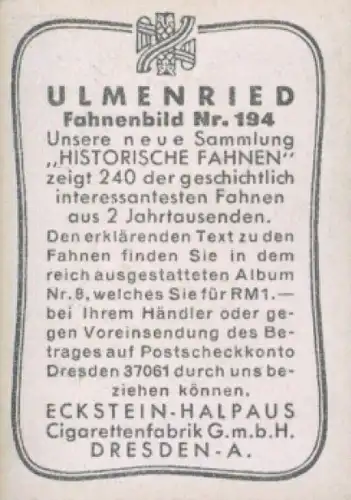 ULMENRIED
Fahnenbild Nr. 194
Unsere neue Sammlung
„HISTORISCHE FAHNEN"
zeigt 240 der geschichtlich
interessantesten Fahnen
aus 2 Jahrtausenden.
Den erklärenden Text zu den
Fahnen finden Sie in dem
reich ausgestatteten Album
Nr. 8, welches Sie für RM 1.—
bei Ihrem Händler oder ge-
gen Voreinsendung des Be-
trages auf Postscheckkonto
Dresden 37061 durch uns be-
ziehen können.
ECKSTEIN-HALPAUS
Cigarettenfabrik G.m.b.H.
DRESDEN-A.